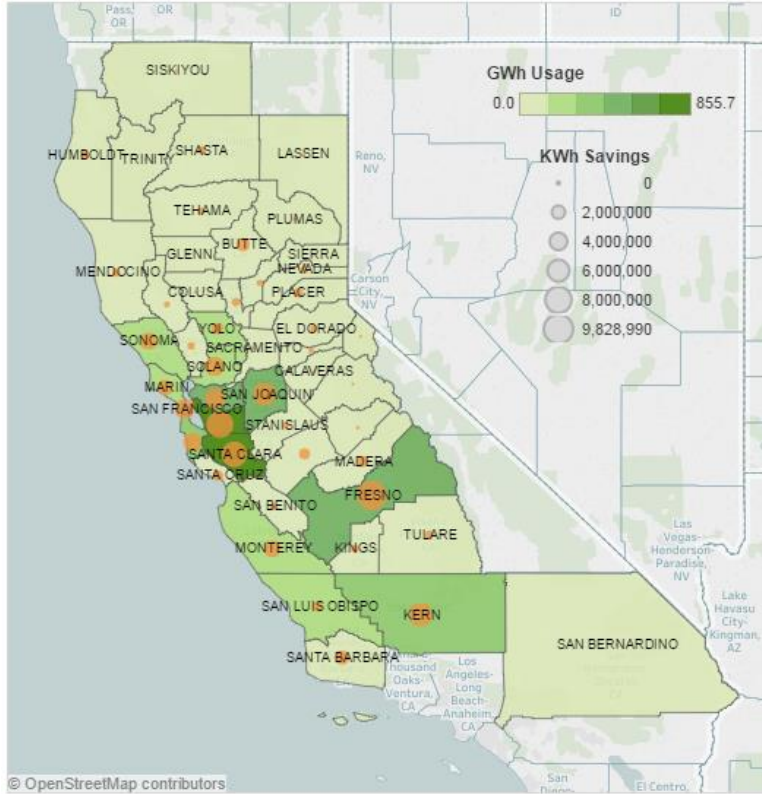 Pass,
OR
OR
ID
SISKIYOU
GWh Usage
0.0
855.7
KWh Savings
0
2,000,000
4,000,000
6,000,000
8,000,000
9,828,990
HUMBOLDT
TRINITY
SHASTA
LASSEN
Reno,
NV
TEHAMA
PLUMAS
GLENN
BUTTE
SIERRA
NEVADA
MENDOCINO
COLUSA
PLACER
Carson
City,
NV
SONOMA
YOLO
EL DORADO
SACRAMENTO
SOLANO
CALAVERAS
MARIN
SAN JOAQUIN
SAN FRANCISCO
STANISLAUS
SANTA CLARA
MADERA
SANTA CRUZ
FRESNO
SAN BENITO
TULARE
MONTEREY
KINGS
Las
Vegas-
Henderson-
Paradise,
NV
Lake
Havasu
City-
Kingman,
AZ
SAN LUIS OBISPO
KERN
SAN BERNARDINO
SANTA BARBARA
Thousand
Oaks-
Ventura,
CA
Los
Angeles-
Long
Beach-
Anaheim,
CA
San
El Centro,
© OpenStreetMap contributors